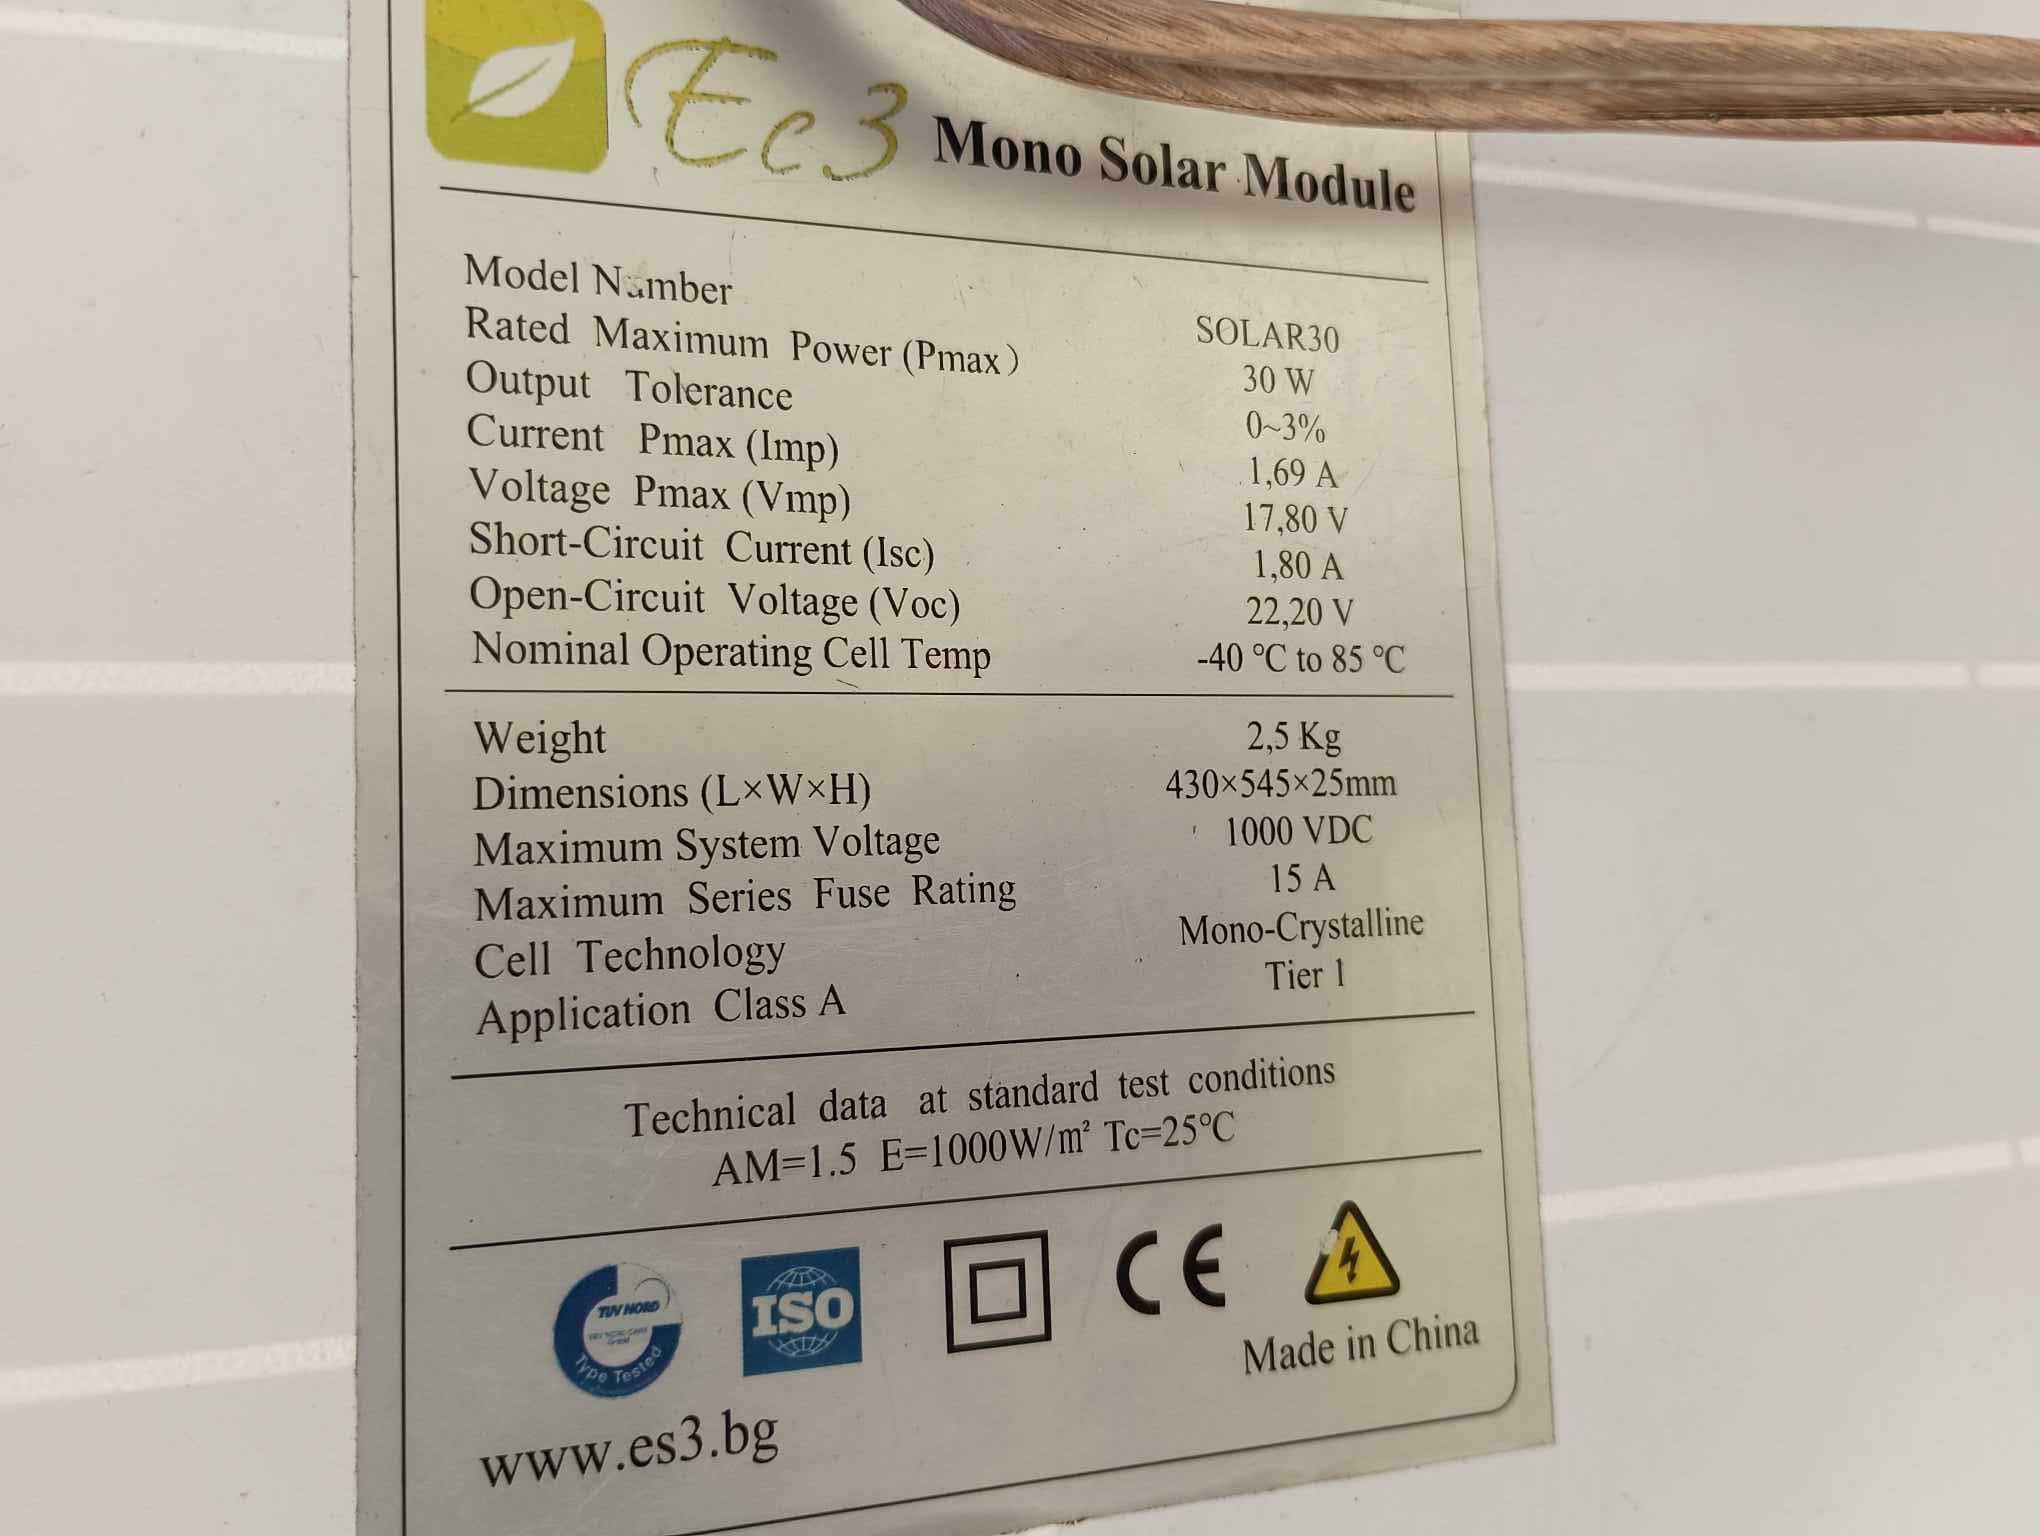 Ec3 Mono Solar Module
Model Number SOLAR30
Rated Maximum Power (Pmax) 30 W
Output Tolerance 0~3%
Current Pmax (Imp) 1,69 A
Voltage Pmax (Vmp) 17,80 V
Short-Circuit Current (Isc) 1,80 A
Open-Circuit Voltage (Voc) 22,20 V
Nominal Operating Cell Temp -40 °C to 85 °C
Weight 2,5 Kg
Dimensions (L×W×H) 430×545×25mm
Maximum System Voltage 1000 VDC
Maximum Series Fuse Rating 15 A
Cell Technology Mono-Crystalline
Application Class A Tier 1
Technical data at standard test conditions
AM=1.5 E=1000W/m² Tc=25°C
TUV NORD
Type Tested
ISO
CE
Made in China
www.es3.bg